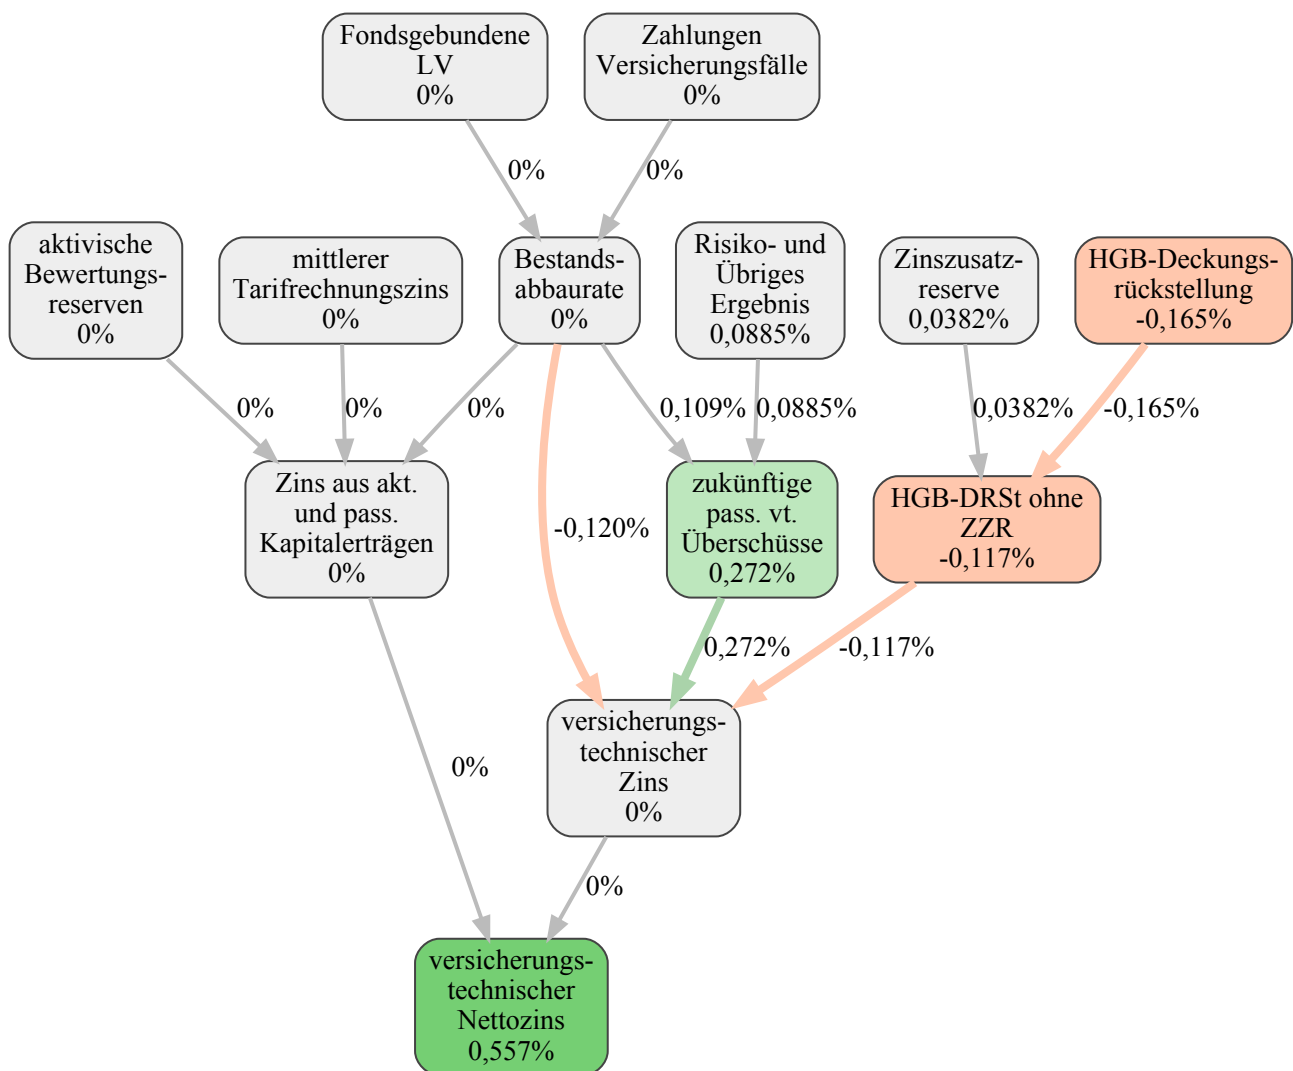 Fondsgebundene
LV
0%
Zahlungen
Versicherungsfälle
0%
0%
0%
aktivische
Bewertungs-
reserven
0%
mittlerer
Tarifrechnungszins
0%
Bestands-
abbaurate
0%
Risiko- und
Übriges
Ergebnis
0,0885%
Zinszusatz-
reserve
0,0382%
HGB-Deckungs-
rückstellung
-0,165%
0%
0%
0%
0,109%
0,0885%
0,0382%
-0,165%
Zins aus akt.
und pass.
Kapitalerträgen
0%
zukünftige
pass. vt.
Überschüsse
0,272%
HGB-DRSt ohne
ZZR
-0,117%
-0,120%
0,272%
-0,117%
versicherungs-
technischer
Zins
0%
0%
0%
versicherungs-
technischer
Nettozins
0,557%